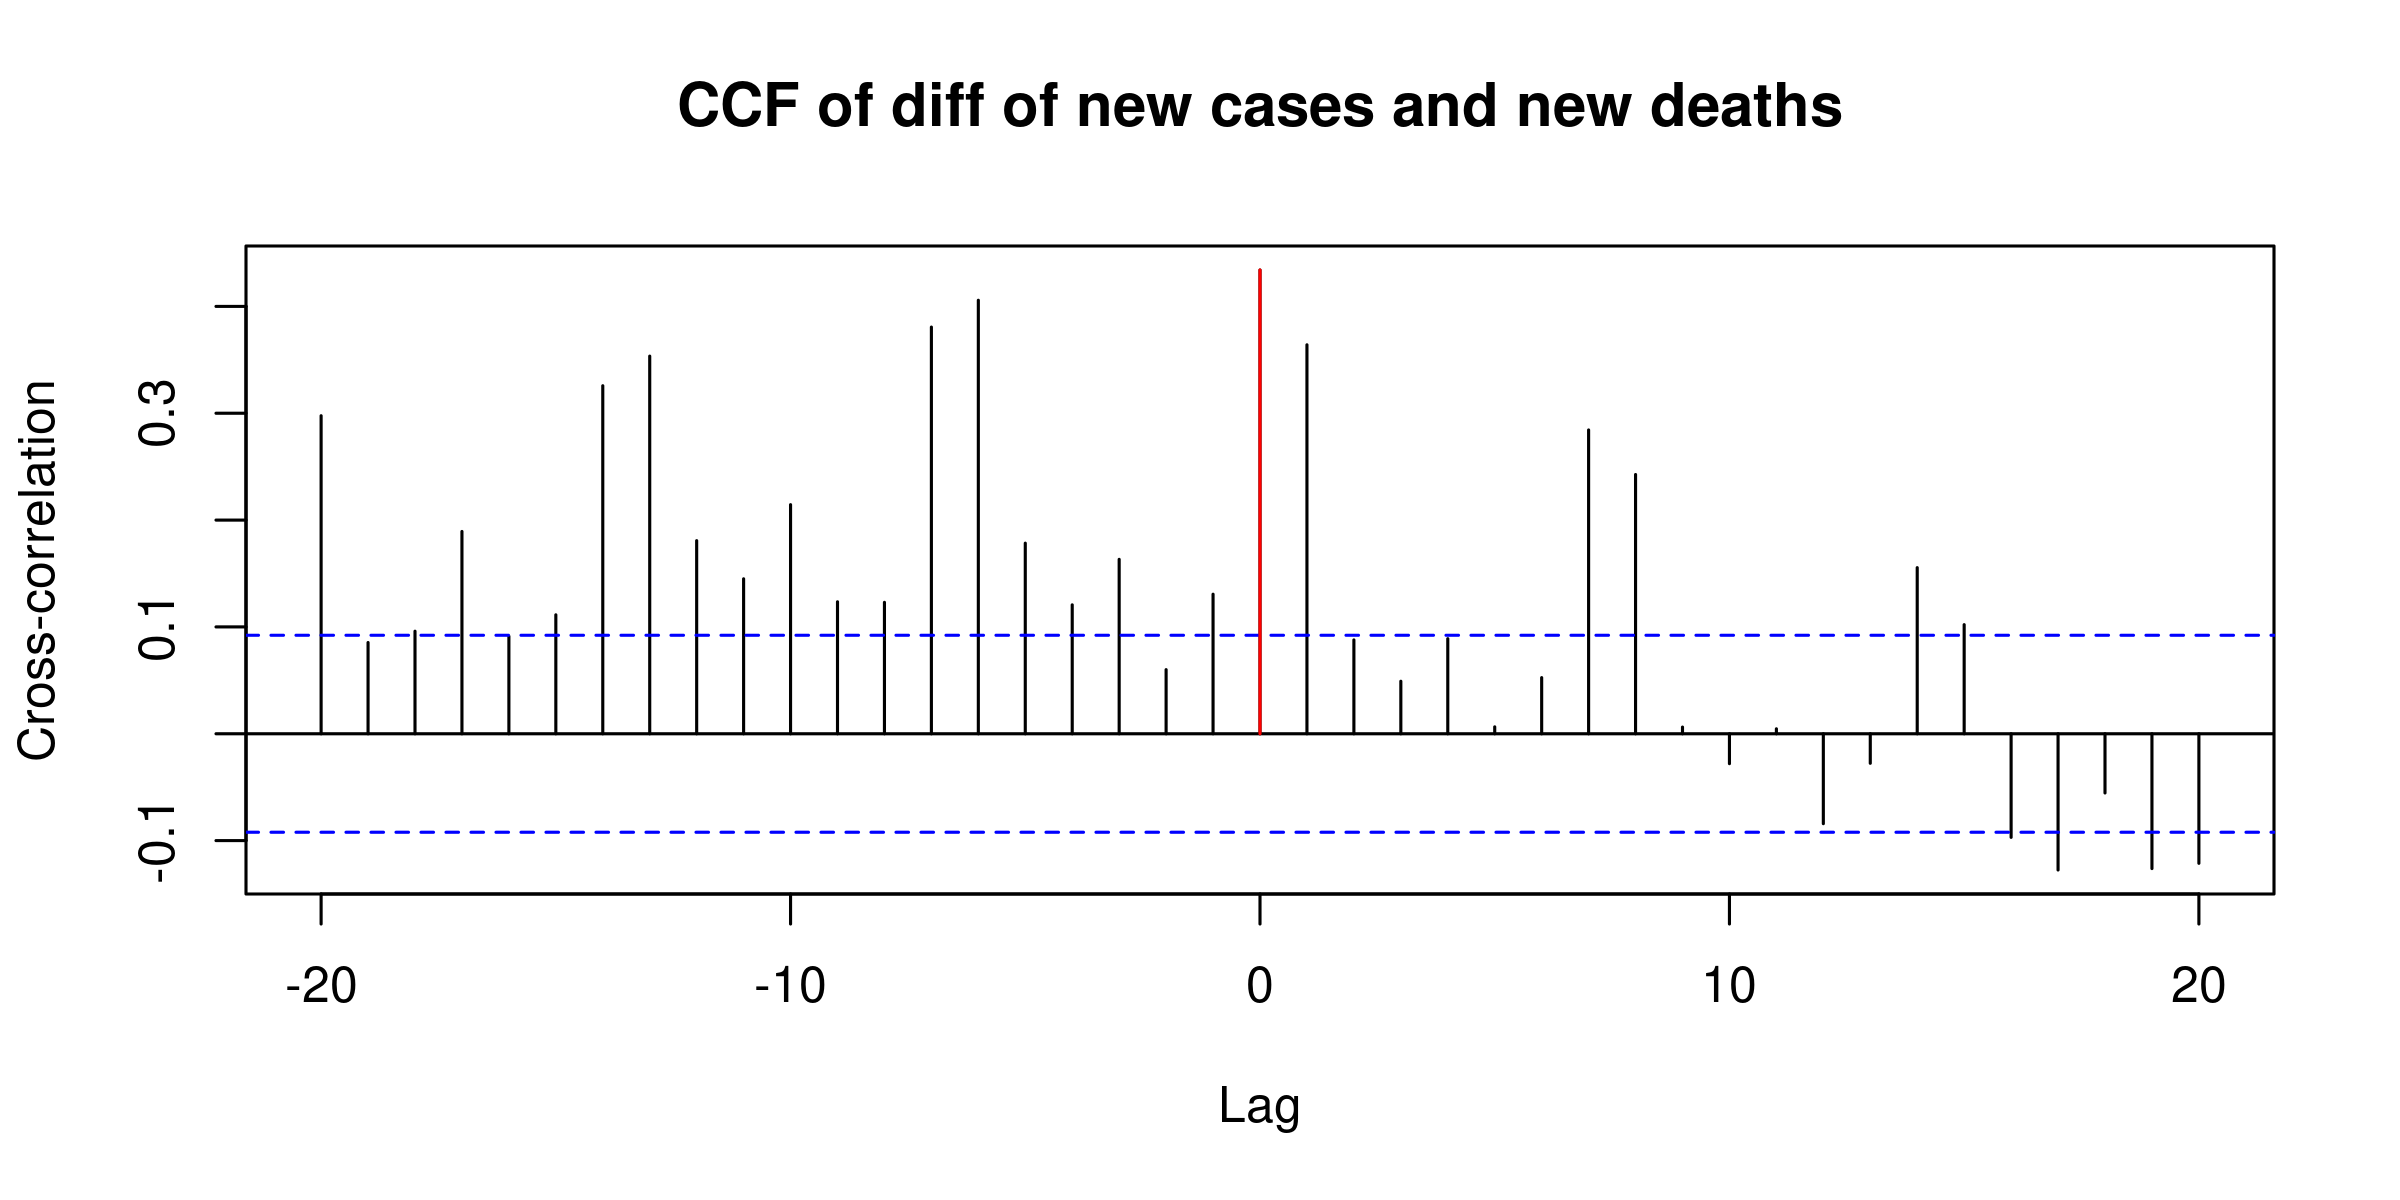 CCF of diff of new cases and new deaths
Cross-correlation
0.3
0.1
-0.1
-20 -10 0 10 20
Lag